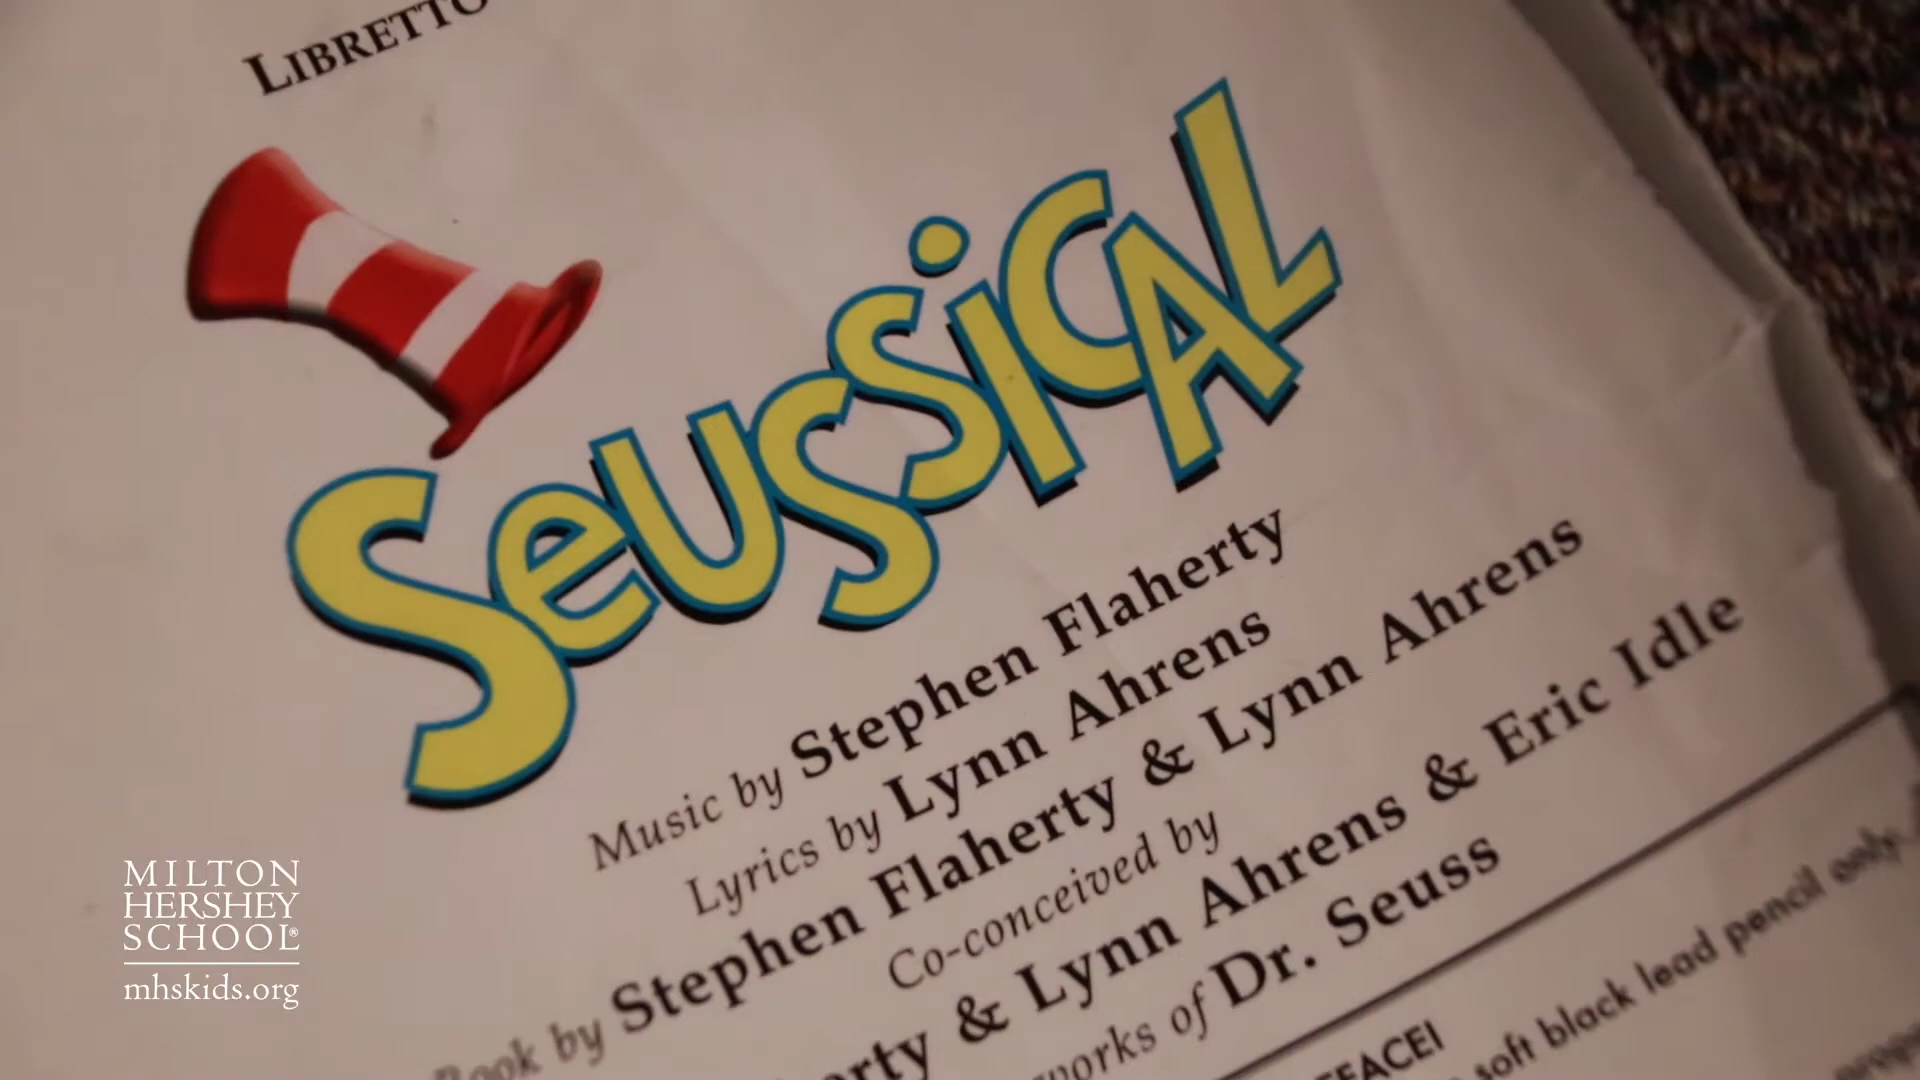 LIBRETTO
SEUSSICAL
Music by Stephen Flaherty
Lyrics by Lynn Ahrens
Book by Stephen Flaherty & Lynn Ahrens
Co-conceived by
& Lynn Ahrens & Eric Idle
works of Dr. Seuss
soft black lead pencil only.
MILTON
HERSHEY
SCHOOL®
mhskids.org